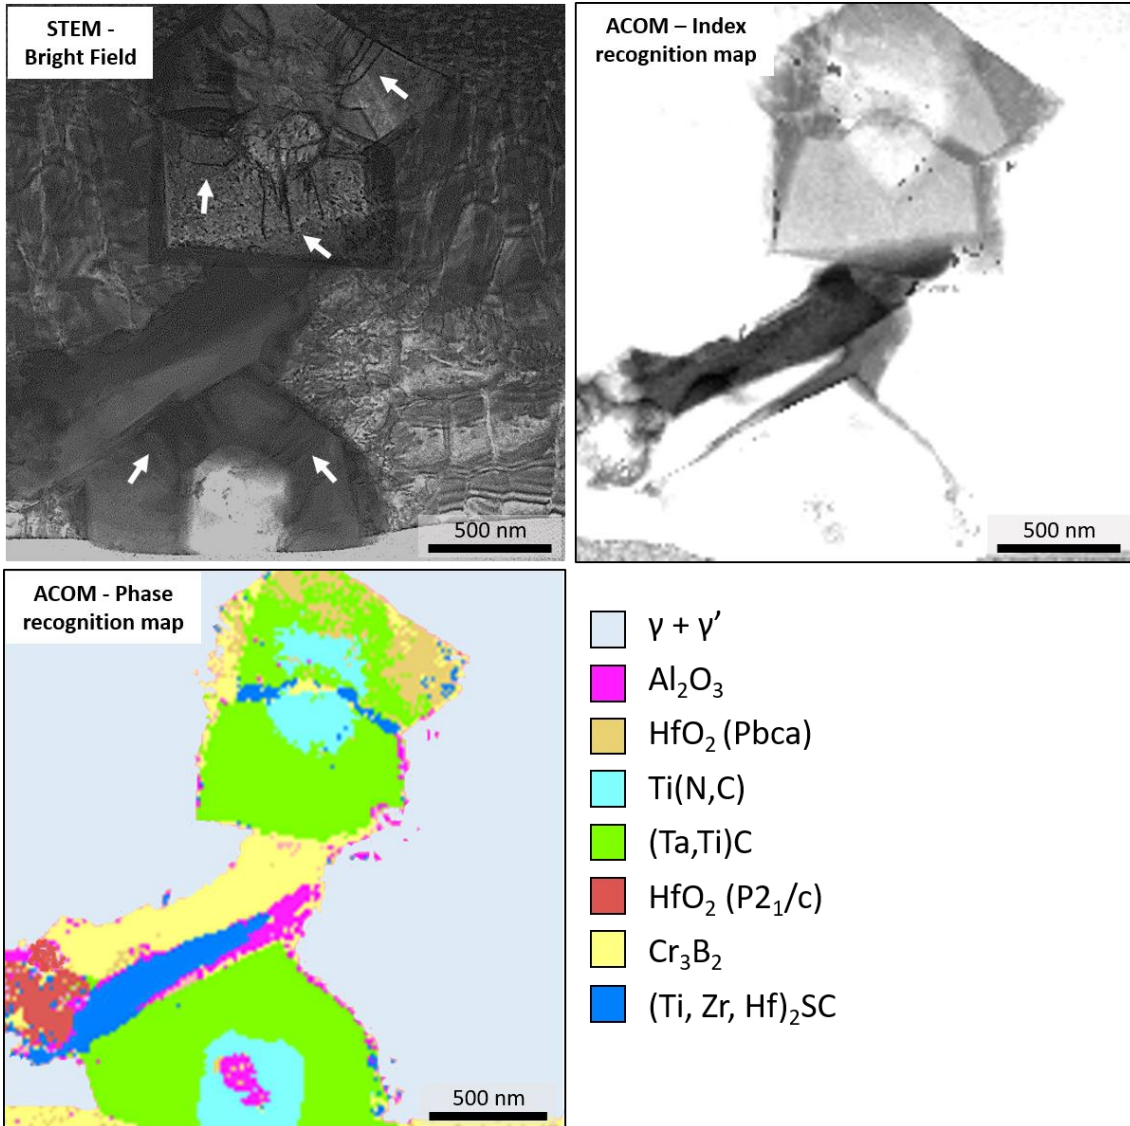 STEM -
Bright Field
500 nm
ACOM – Index
recognition map
500 nm
ACOM - Phase
recognition map
500 nm
γ + γ’
Al₂O₃
HfO₂ (Pbca)
Ti(N,C)
(Ta,Ti)C
HfO₂ (P2₁/c)
Cr₃B₂
(Ti, Zr, Hf)₂SC